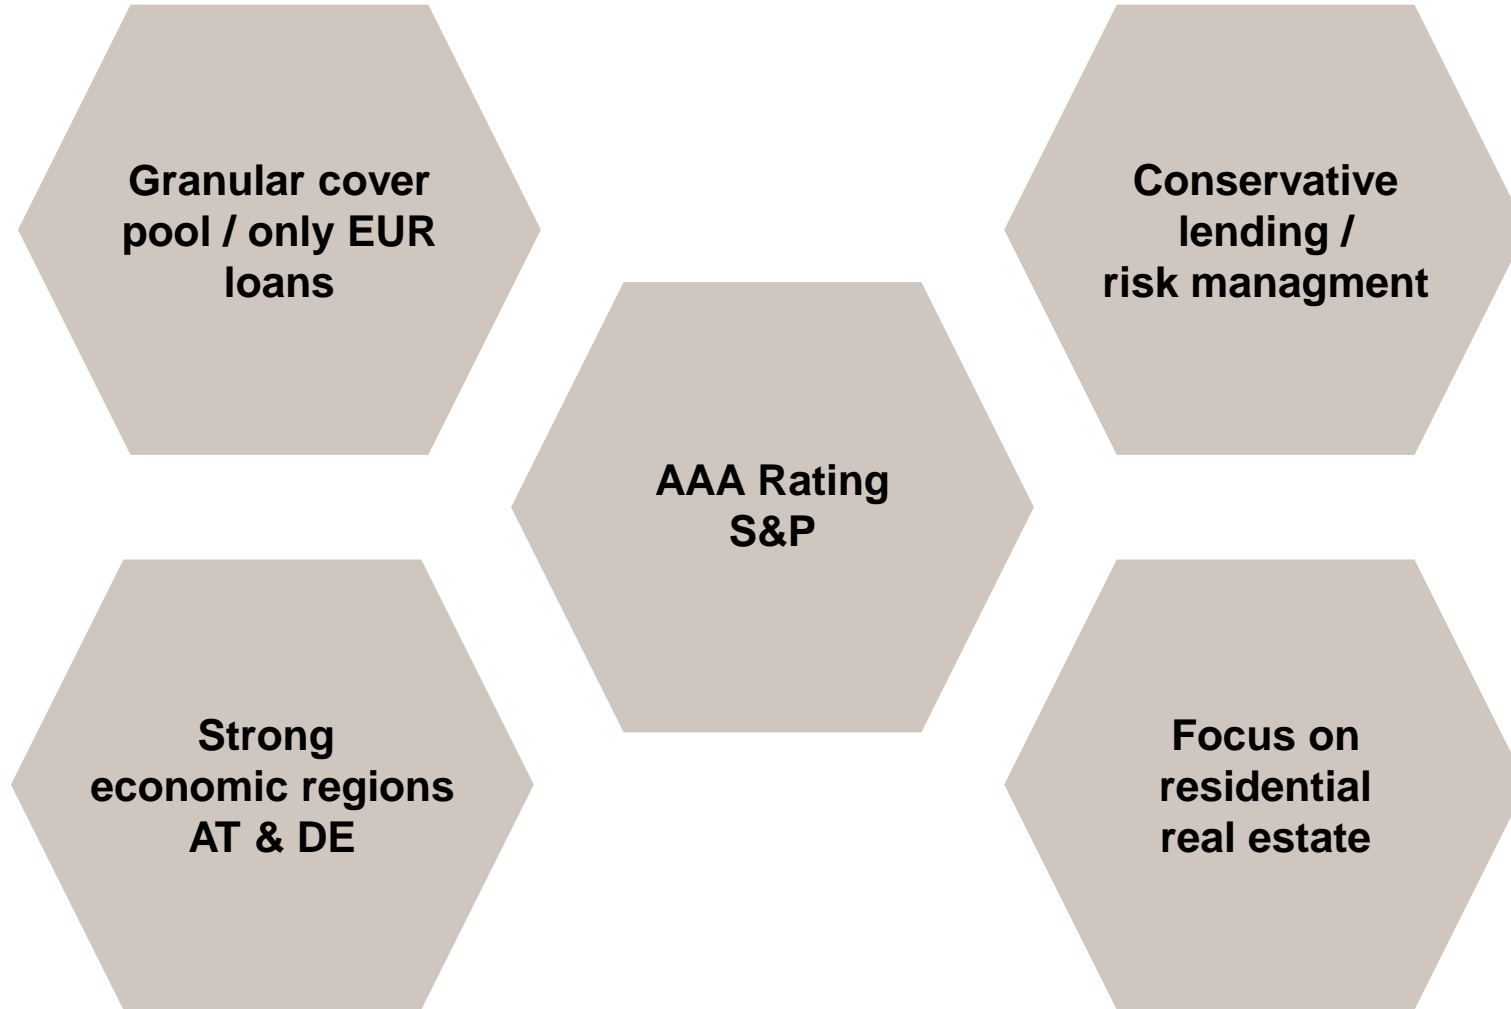 Granular cover
pool / only EUR
loans
Conservative
lending /
risk managment
AAA Rating
S&P
Strong
economic regions
AT & DE
Focus on
residential
real estate